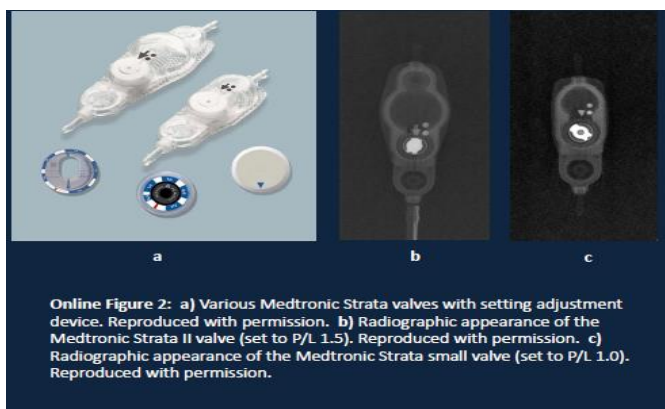 a
b
c
Online Figure 2: a) Various Medtronic Strata valves with setting adjustment
device. Reproduced with permission. b) Radiographic appearance of the
Medtronic Strata II valve (set to P/L 1.5). Reproduced with permission. c)
Radiographic appearance of the Medtronic Strata small valve (set to P/L 1.0).
Reproduced with permission.